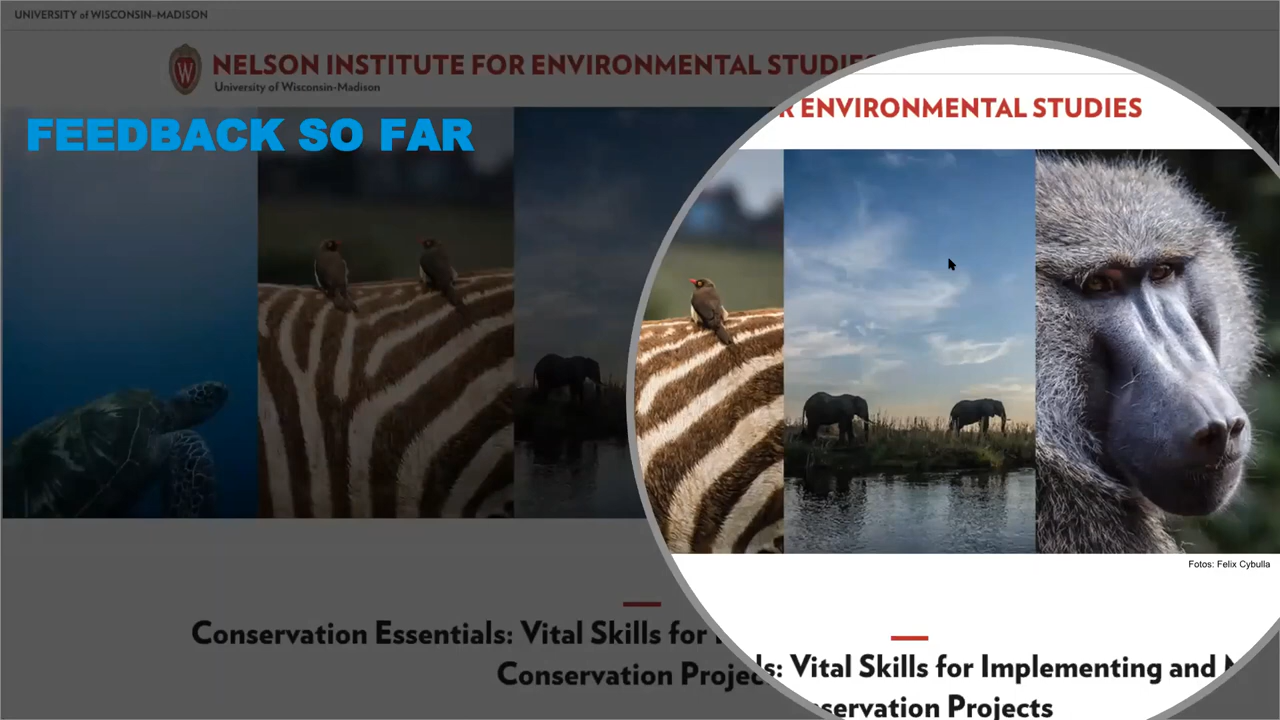 UNIVERSITY of WISCONSIN–MADISON
NELSON INSTITUTE FOR ENVIRONMENTAL STUDIES
University of Wisconsin-Madison
FEEDBACK SO FAR
R ENVIRONMENTAL STUDIES
Fotos: Felix Cybulla
Conservation Essentials: Vital Skills for
Conservation Projec
s: Vital Skills for Implementing and
servation Projects